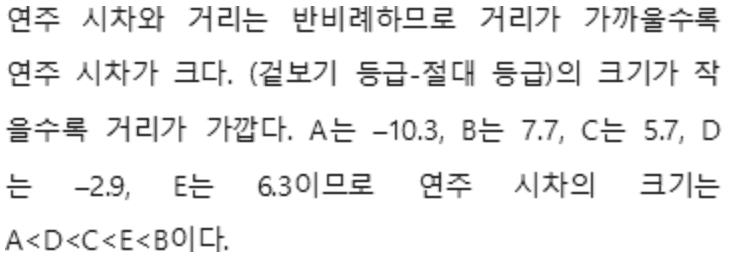 연주 시차와 거리는 반비례하므로 거리가 가까울수록
연주 시차가 크다. (겉보기 등급-절대 등급)의 크기가 작
을수록 거리가 가깝다. A는 –10.3, B는 7.7, C는 5.7, D
는 –2.9, E는 6.3이므로 연주 시차의 크기는
A<D<C<E<B이다.